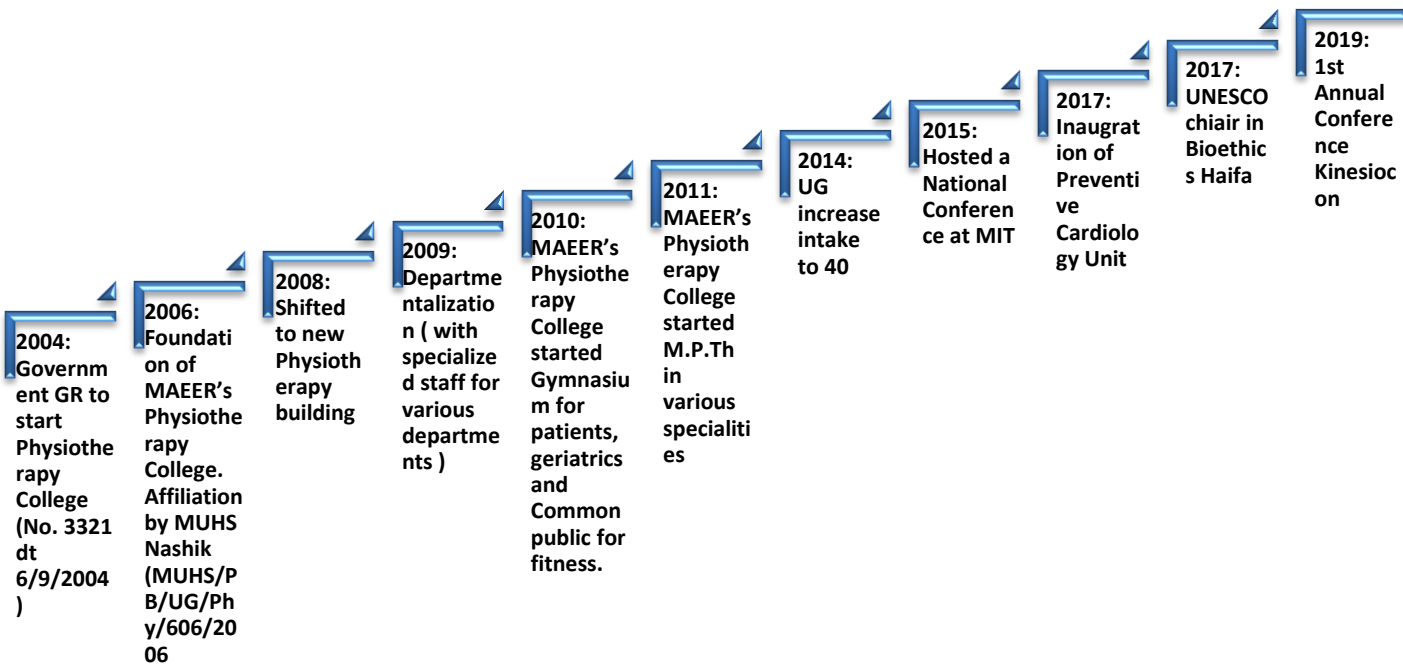 2004:
Governm
ent GR to
start
Physiothe
rapy
College
(No. 3321
dt
6/9/2004
)
2006:
Foundati
on of
MAEER's
Physiothe
rapy
College.
Affiliation
by MUHS
Nashik
(MUHS/P
B/UG/Ph
y/606/20
06
2008:
Shifted
to new
Physioth
erapy
building
2009:
Departme
ntalizatio
n ( with
specialize
d staff for
various
departme
nts )
2010:
MAEER's
Physiothe
rapy
College
started
Gymnasiu
m for
patients,
geriatrics
and
Common
public for
fitness.
2011:
MAEER's
Physioth
erapy
College
started
M.P.Th
in
various
specialiti
es
2014:
UG
increase
intake
to 40
2015:
Hosted a
National
Conferen
ce at MIT
2017:
Inaugrat
ion of
Preventi
ve
Cardiolo
gy Unit
2017:
UNESCO
chiair in
Bioethic
s Haifa
2019:
1st
Annual
Confere
nce
Kinesioc
on